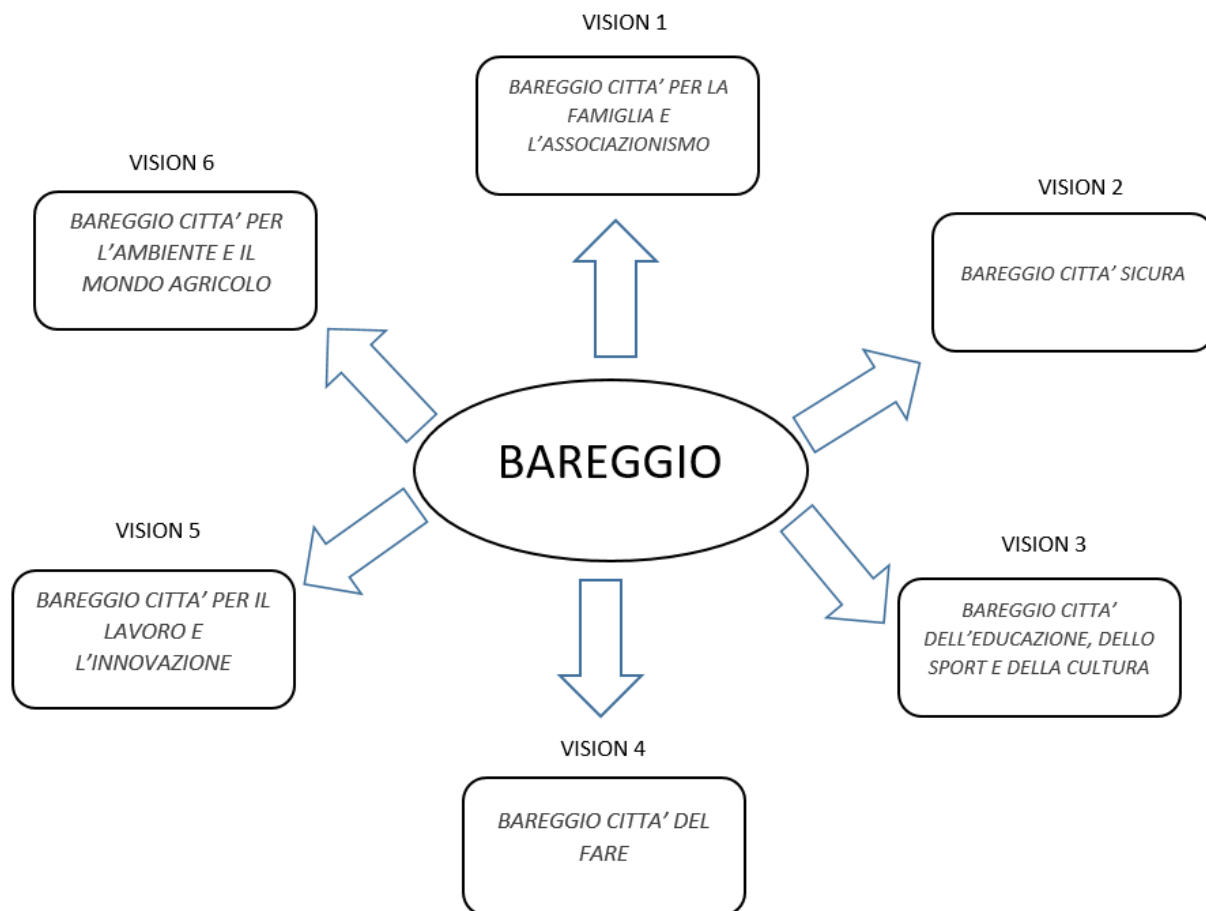 VISION 1
BAREGGIO CITTA' PER LA
FAMIGLIA E
L'ASSOCIAZIONISMO
VISION 6
BAREGGIO CITTA' PER
L'AMBIENTE E IL
MONDO AGRICOLO
VISION 2
BAREGGIO CITTA' SICURA
BAREGGIO
VISION 5
BAREGGIO CITTA' PER IL
LAVORO E
L'INNOVAZIONE
VISION 3
BAREGGIO CITTA'
DELL'EDUCAZIONE, DELLO
SPORT E DELLA CULTURA
VISION 4
BAREGGIO CITTA' DEL
FARE